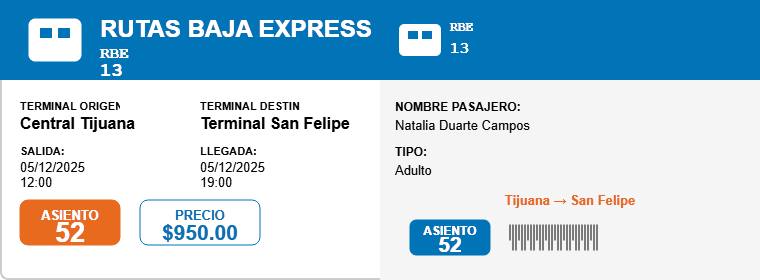 RUTAS BAJA EXPRESS
RBE
13
TERMINAL ORIGEN
Central Tijuana
TERMINAL DESTIN
Terminal San Felipe
SALIDA:
05/12/2025
12:00
LLEGADA:
05/12/2025
19:00
ASIENTO
52
PRECIO
$950.00
RBE
13
NOMBRE PASAJERO:
Natalia Duarte Campos
TIPO:
Adulto
Tijuana → San Felipe
ASIENTO
52